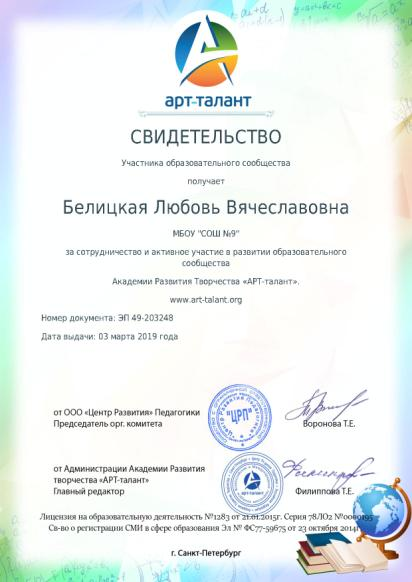 арт-талант
СВИДЕТЕЛЬСТВО
Участника образовательного сообщества
получает
Белицкая Любовь Вячеславовна
МБОУ "СОШ №9"
за сотрудничество и активное участие в развитии образовательного
сообщества
Академии Развития Творчества «АРТ-талант».
www.art-talant.org
Номер документа: ЭП 49-203248
Дата выдачи: 03 марта 2019 года
от ООО «Центр Развития» Педагогики
Председатель орг. комитета
"ЦРП"
Воронова Т.Е.
от Администрации Академии Развития
творчества «АРТ-талант»
Главный редактор
Филиппова Т.Е.
Лицензия на образовательную деятельность №1283 от 21.01.2015г. Серия 78ЛО2 №0000195
Св-во о регистрации СМИ в сфере образования Эл № ФС77-59675 от 23 октября 2014г.
г. Санкт-Петербург